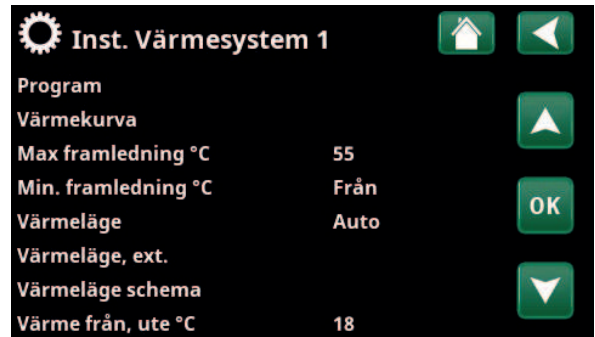 Inst. Värmesystem 1
Program
Värmekurva
Max framledning °C 55
Min. framledning °C Från
Värmeläge Auto
OK
Värmeläge, ext.
Värmeläge schema
Värme från, ute °C 18